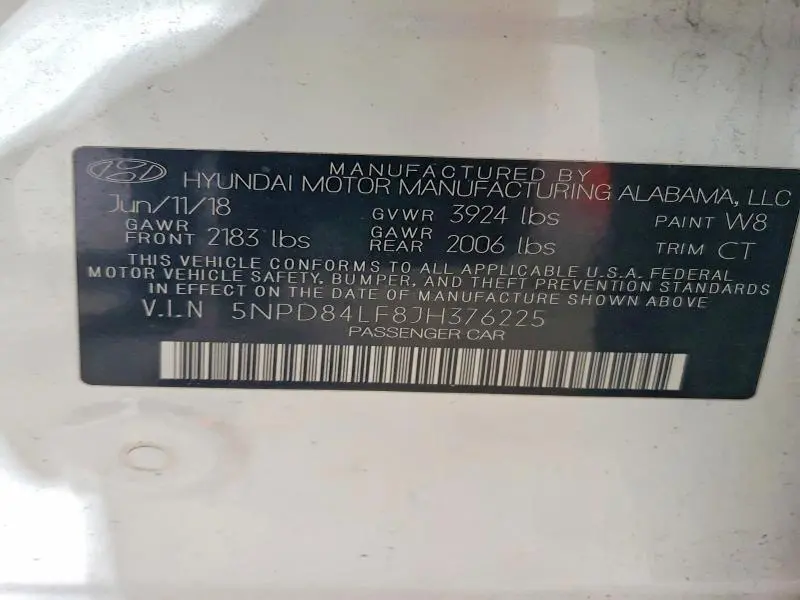 MANUFACTURED BY
HYUNDAI MOTOR MANUFACTURING ALABAMA, LLC
Jun/11/18 GVWR 3924 lbs PAINT W8
GAWR FRONT 2183 lbs GAWR REAR 2006 lbs TRIM CT
THIS VEHICLE CONFORMS TO ALL APPLICABLE U.S.A. FEDERAL
MOTOR VEHICLE SAFETY, BUMPER, AND THEFT PREVENTION STANDARDS
IN EFFECT ON THE DATE OF MANUFACTURE SHOWN ABOVE
V.I.N 5NPD84LF8JH376225
PASSENGER CAR